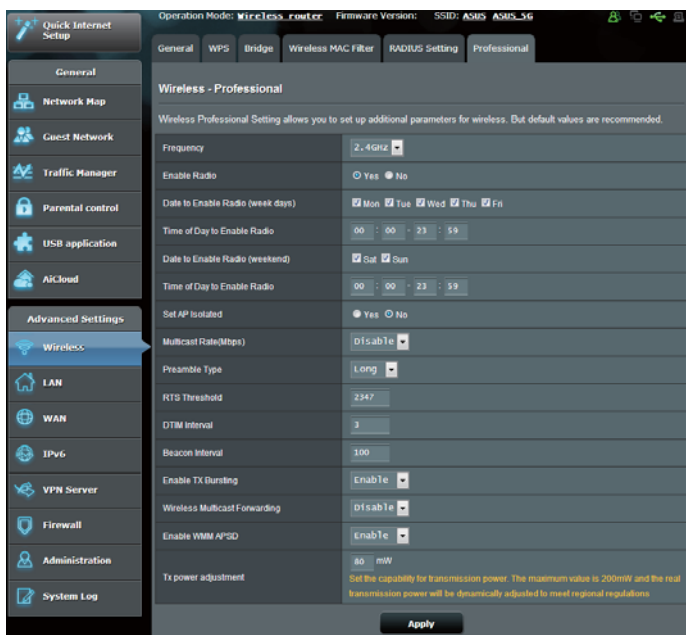 Quick Internet
Setup
General
Network Map
Guest Network
Traffic Manager
Parental control
USB application
AiCloud
Advanced Settings
Wireless
LAN
WAN
IPv6
VPN Server
Firewall
Administration
System Log
Operation Mode: Wireless router Firmware Version: SSID: ASUS ASUS_5G
General WPS Bridge Wireless MAC Filter RADIUS Setting Professional
Wireless - Professional
Wireless Professional Setting allows you to set up additional parameters for wireless. But default values are recommended.
Frequency 2.4GHz
Enable Radio Yes No
Date to Enable Radio (week days) Mon Tue Wed Thu Fri
Time of Day to Enable Radio 00 : 00 - 23 : 59
Date to Enable Radio (weekend) Sat Sun
Time of Day to Enable Radio 00 : 00 - 23 : 59
Set AP Isolated Yes No
Multicast Rate(Mbps) Disable
Preamble Type Long
RTS Threshold 2347
DTIM Interval 3
Beacon Interval 100
Enable TX Bursting Enable
Wireless Multicast Forwarding Disable
Enable WMM APSD Enable
Tx power adjustment 80 mW
Set the capability for transmission power. The maximum value is 200mW and the real
transmission power will be dynamically adjusted to meet regional regulations
Apply